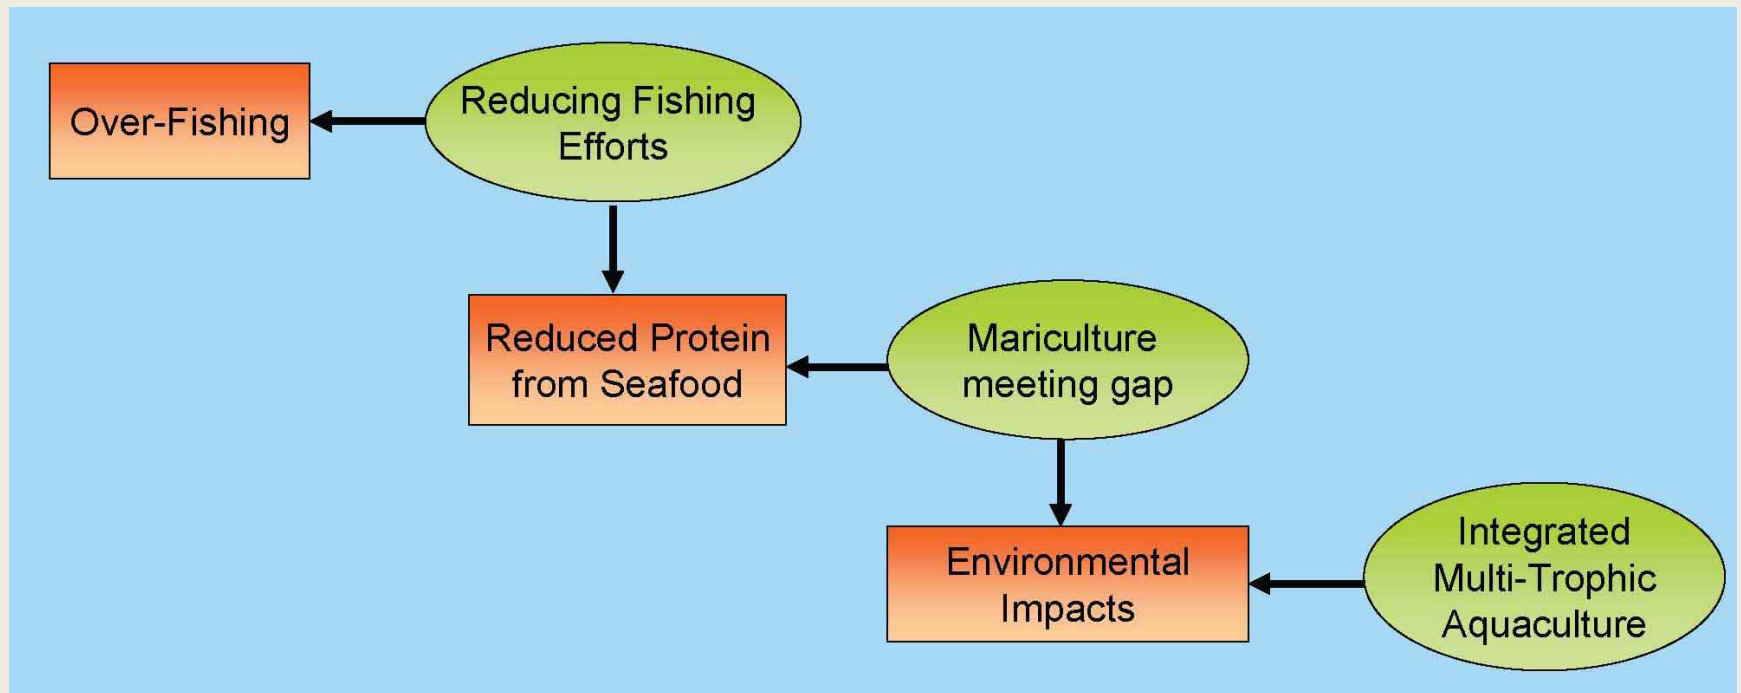 Over-Fishing
Reducing Fishing
Efforts
Reduced Protein
from Seafood
Mariculture
meeting gap
Environmental
Impacts
Integrated
Multi-Trophic
Aquaculture